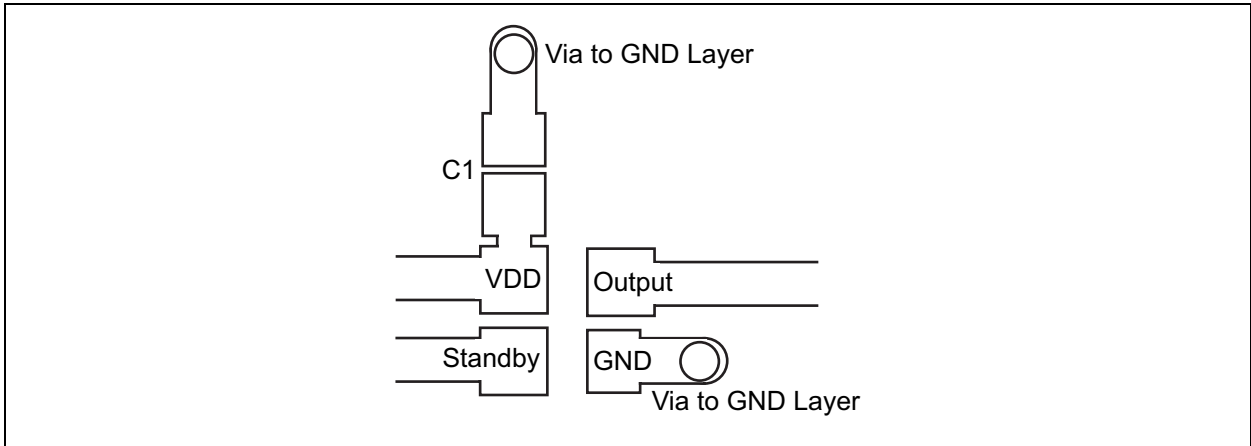 Via to GND Layer
C1
VDD
Output
Standby
GND
Via to GND Layer